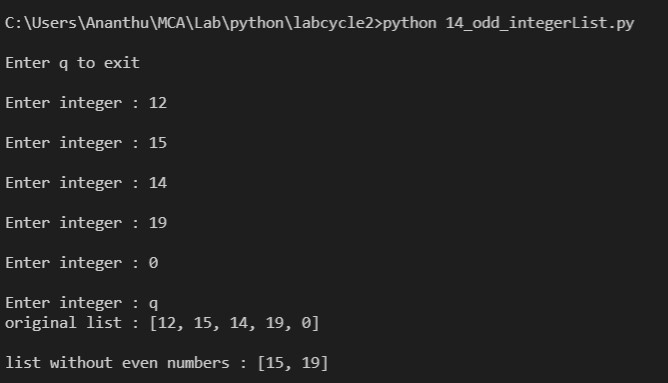 C:\Users\Ananthu\MCA\Lab\python\labcycle2>python 14_odd_integerList.py
Enter q to exit
Enter integer : 12
Enter integer : 15
Enter integer : 14
Enter integer : 19
Enter integer : 0
Enter integer : q
original list : [12, 15, 14, 19, 0]
list without even numbers : [15, 19]